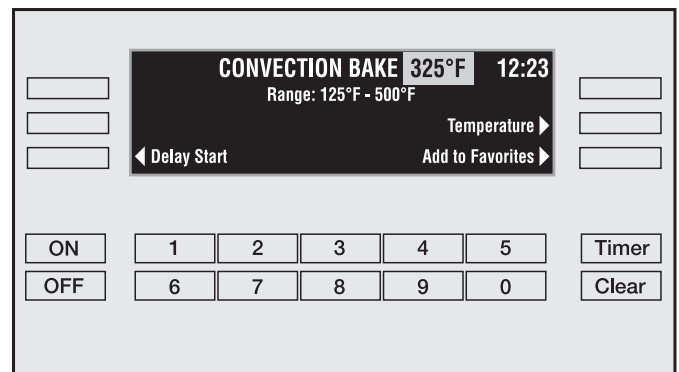 CONVECTION BAKE 325°F 12:23
Range: 125°F - 500°F
Temperature
Delay Start Add to Favorites
ON 1 2 3 4 5 Timer
OFF 6 7 8 9 0 Clear